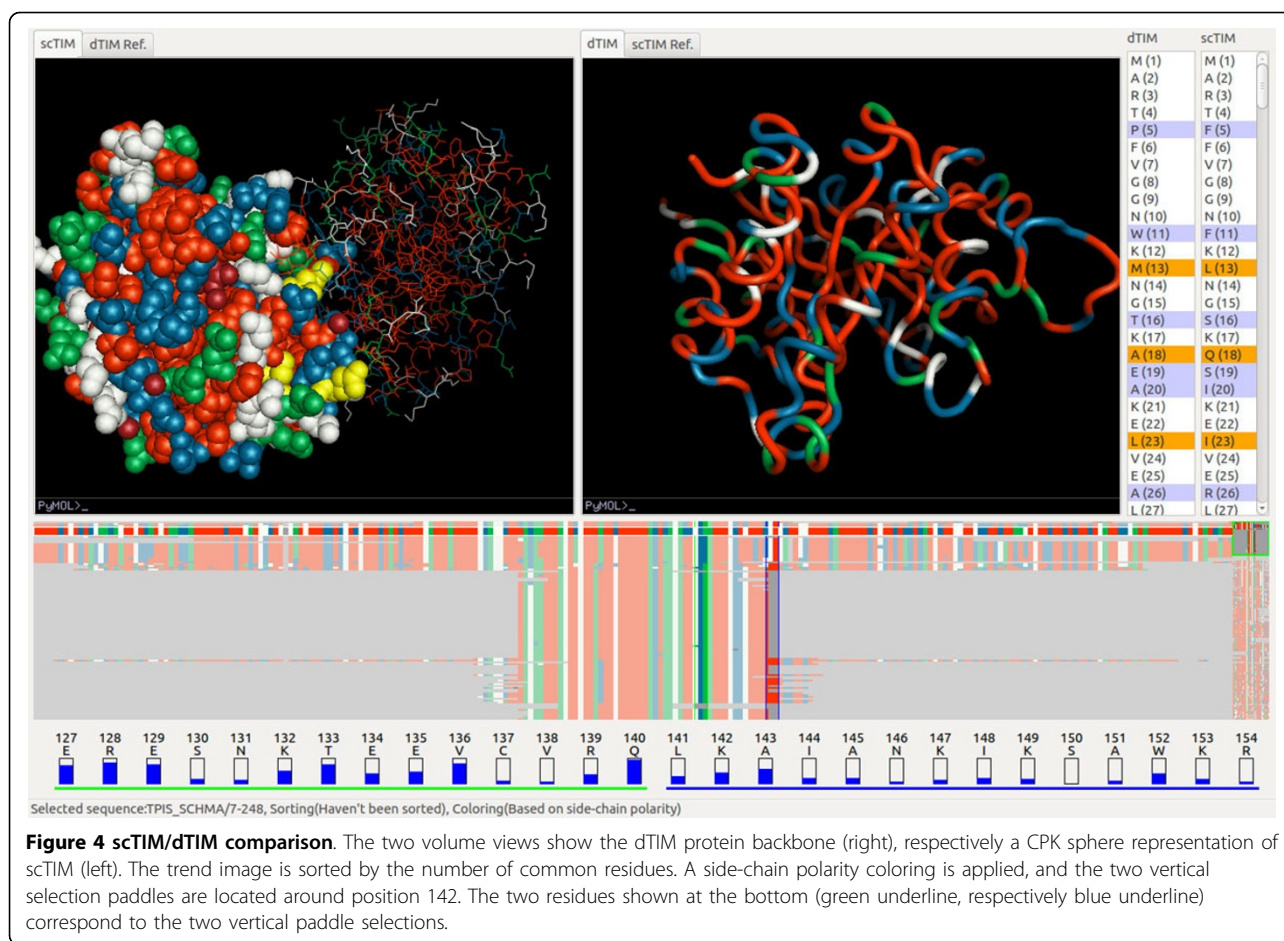 scTIM dTIM Ref.
dTIM scTIM Ref.
dTIM scTIM
M (1) M (1)
A (2) A (2)
R (3) R (3)
T (4) T (4)
P (5) F (5)
F (6) F (6)
V (7) V (7)
G (8) G (8)
G (9) G (9)
N (10) N (10)
W (11) F (11)
K (12) K (12)
M (13) L (13)
N (14) N (14)
G (15) G (15)
T (16) S (16)
K (17) K (17)
A (18) Q (18)
E (19) S (19)
A (20) I (20)
K (21) K (21)
E (22) E (22)
L (23) I (23)
V (24) V (24)
E (25) E (25)
A (26) R (26)
L (27) L (27)
PyMOL>_
PyMOL>_
127 128 129 130 131 132 133 134 135 136 137 138 139 140 141 142 143 144 145 146 147 148 149 150 151 152 153 154
E R E S N K T E E V C V R Q L K A I A N K I K S A W K R
Selected sequence:TPIS_SCHMA/7-248, Sorting(Haven't been sorted), Coloring(Based on side-chain polarity)
Figure 4 scTIM/dTIM comparison. The two volume views show the dTIM protein backbone (right), respectively a CPK sphere representation of
scTIM (left). The trend image is sorted by the number of common residues. A side-chain polarity coloring is applied, and the two vertical
selection paddles are located around position 142. The two residues shown at the bottom (green underline, respectively blue underline)
correspond to the two vertical paddle selections.